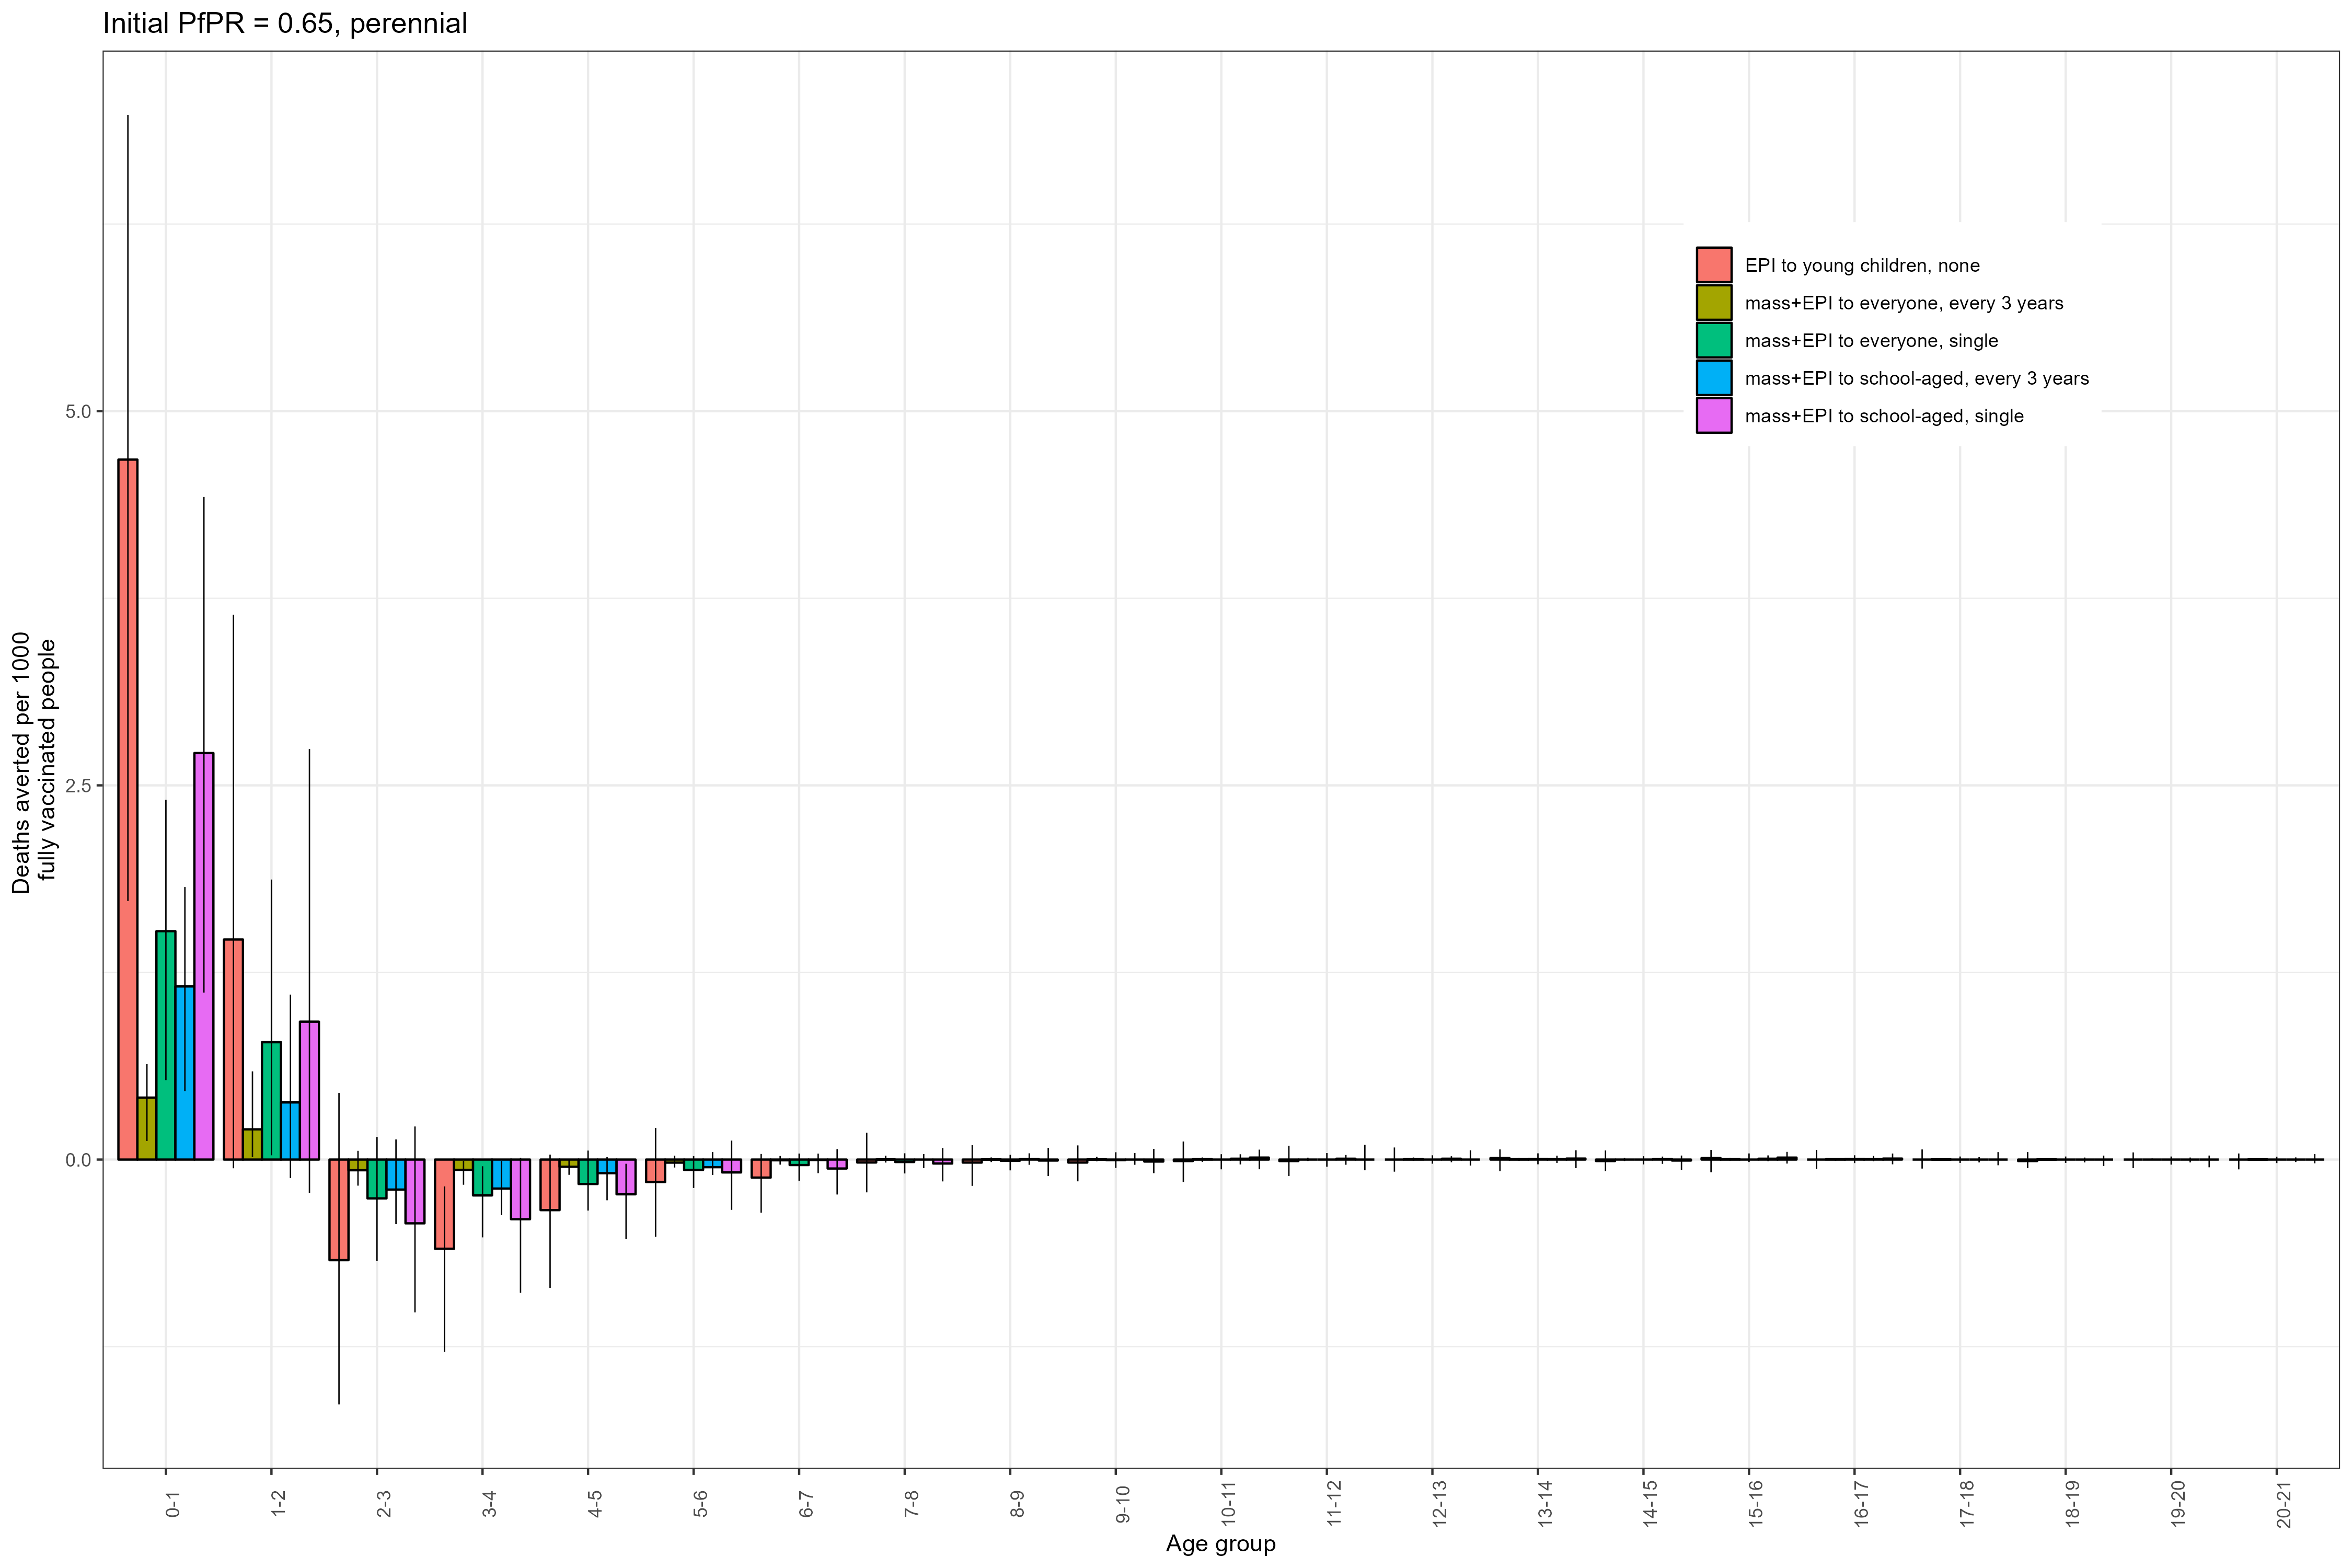 Initial PfPR = 0.65, perennial
Deaths averted per 1000
fully vaccinated people
5.0
2.5
0.0
EPI to young children, none
mass+EPI to everyone, every 3 years
mass+EPI to everyone, single
mass+EPI to school-aged, every 3 years
mass+EPI to school-aged, single
0-1
1-2
2-3
3-4
4-5
5-6
6-7
7-8
8-9
9-10
10-11
11-12
12-13
13-14
14-15
15-16
16-17
17-18
18-19
19-20
20-21
Age group